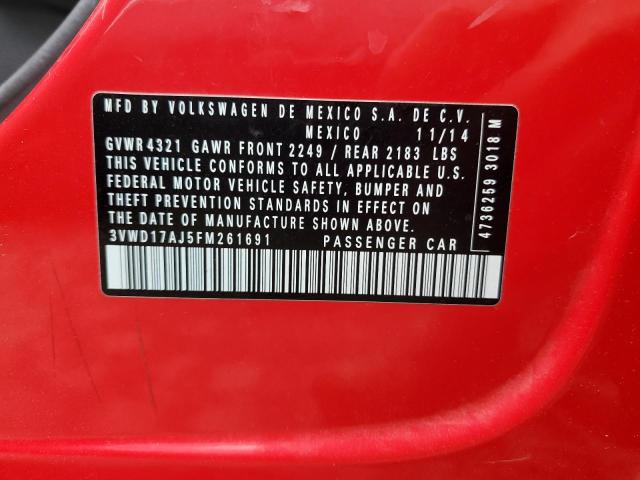 MFD BY VOLKSWAGEN DE MEXICO S.A. DE C.V.
MEXICO 11/14
GVWR 4321 GAWR FRONT 2249 / REAR 2183 LBS
THIS VEHICLE CONFORMS TO ALL APPLICABLE U.S.
FEDERAL MOTOR VEHICLE SAFETY, BUMPER AND
THEFT PREVENTION STANDARDS IN EFFECT ON
THE DATE OF MANUFACTURE SHOWN ABOVE.
3VWD17AJ5FM261691 PASSENGER CAR
4736259 3018 M